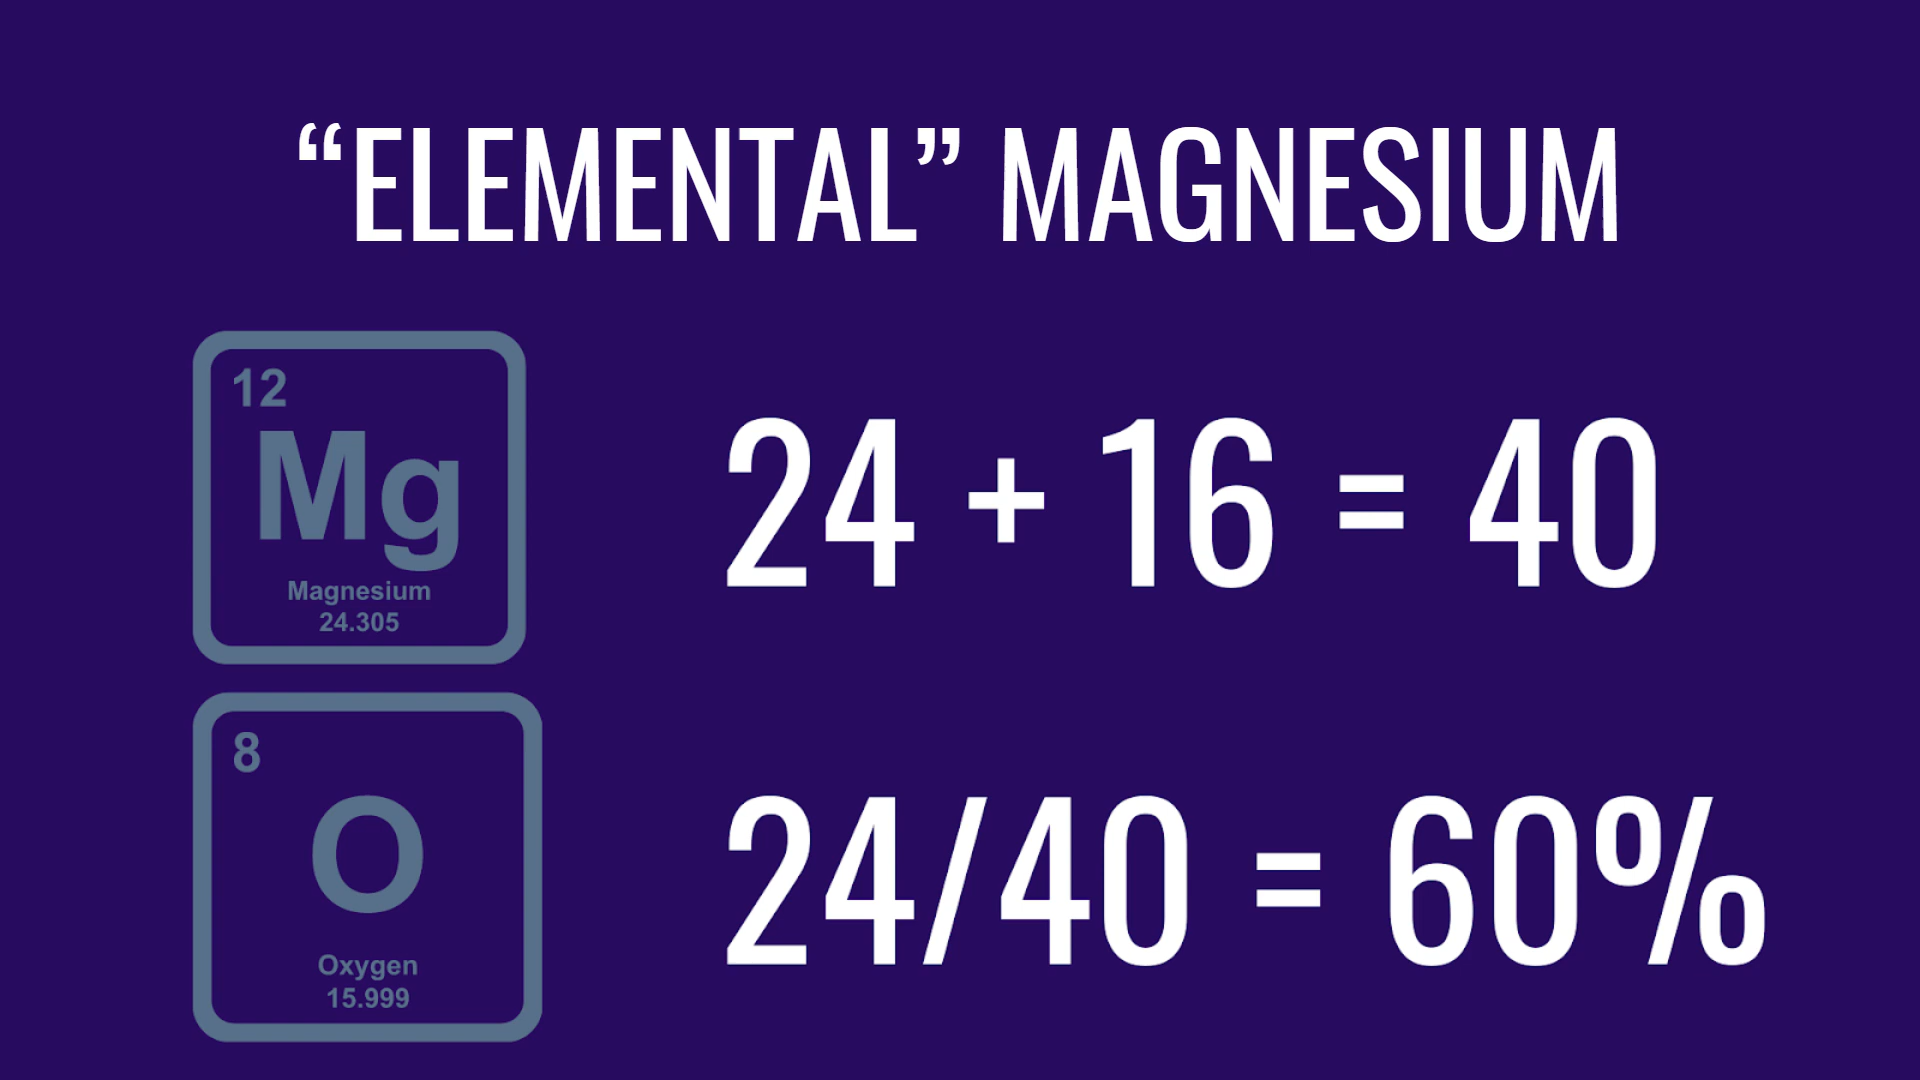 “ELEMENTAL” MAGNESIUM
12
Mg
Magnesium
24.305
24 + 16 = 40
8
O
Oxygen
15.999
24/40 = 60%